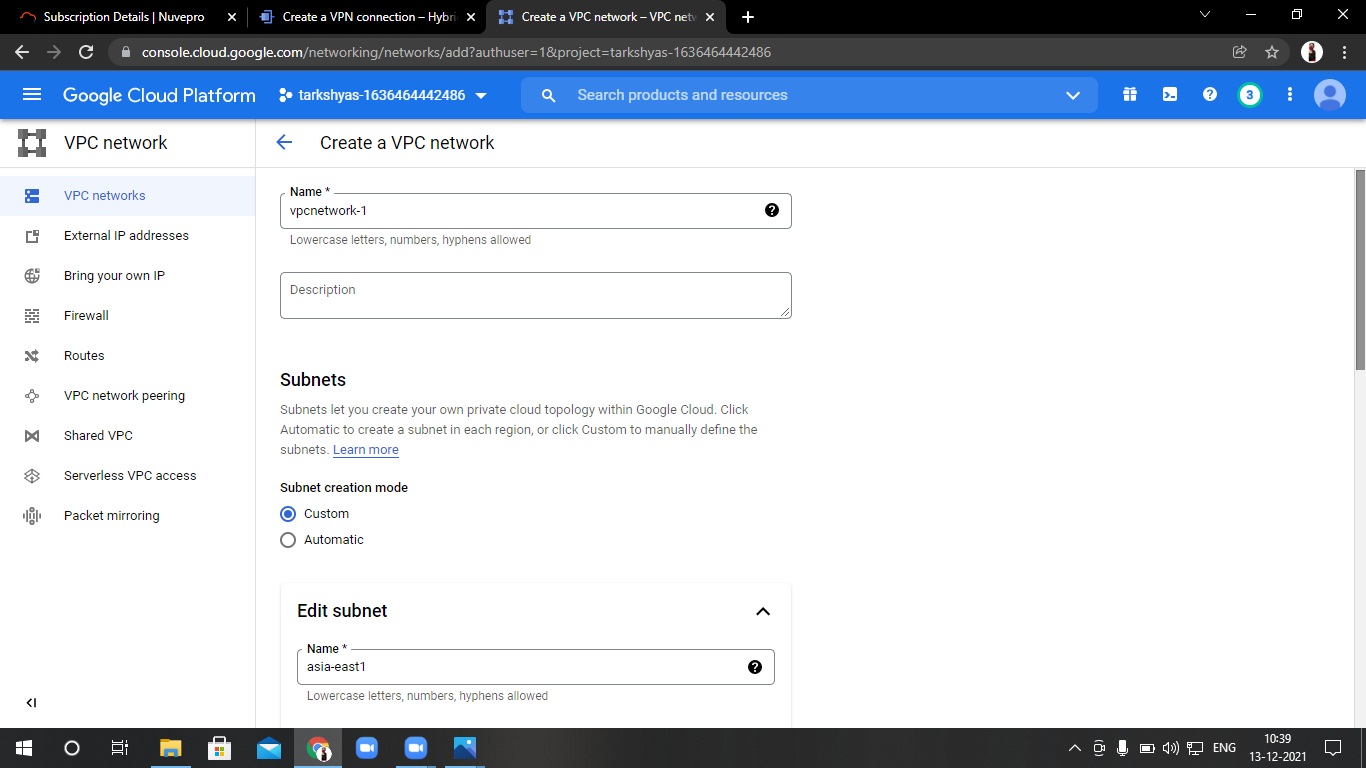 Subscription Details | Nuvepro
Create a VPN connection – Hybri
Create a VPC network – VPC netw
console.cloud.google.com/networking/networks/add?authuser=1&project=tarkshyas-1636464442486
Google Cloud Platform
tarkshyas-1636464442486
Search products and resources
3
VPC network
Create a VPC network
VPC networks
External IP addresses
Bring your own IP
Firewall
Routes
VPC network peering
Shared VPC
Serverless VPC access
Packet mirroring
Name *
vpcnetwork-1
Lowercase letters, numbers, hyphens allowed
Description
Subnets
Subnets let you create your own private cloud topology within Google Cloud. Click
Automatic to create a subnet in each region, or click Custom to manually define the
subnets. Learn more
Subnet creation mode
Custom
Automatic
Edit subnet
Name *
asia-east1
Lowercase letters, numbers, hyphens allowed
ENG
10:39
13-12-2021